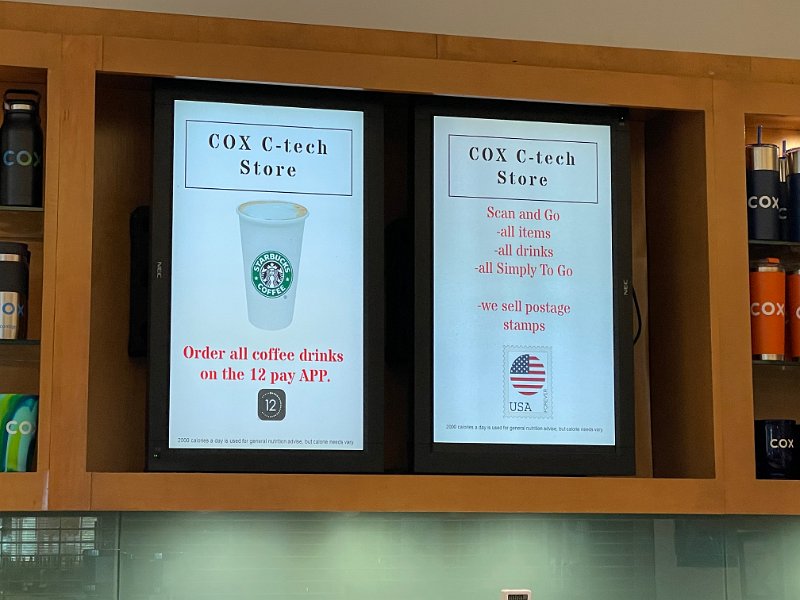 COX C-tech
Store
STARBUCKS
COFFEE
Order all coffee drinks
on the 12 pay APP.
12
2000 calories a day is used for general nutrition advise, but calorie needs vary
NEC
COX C-tech
Store
Scan and Go
-all items
-all drinks
-all Simply To Go
-we sell postage
stamps
USA
FOREVER
2000 calories a day is used for general nutrition advise, but calorie needs vary
NEC
COX
COX
COX
COX
COX
COX